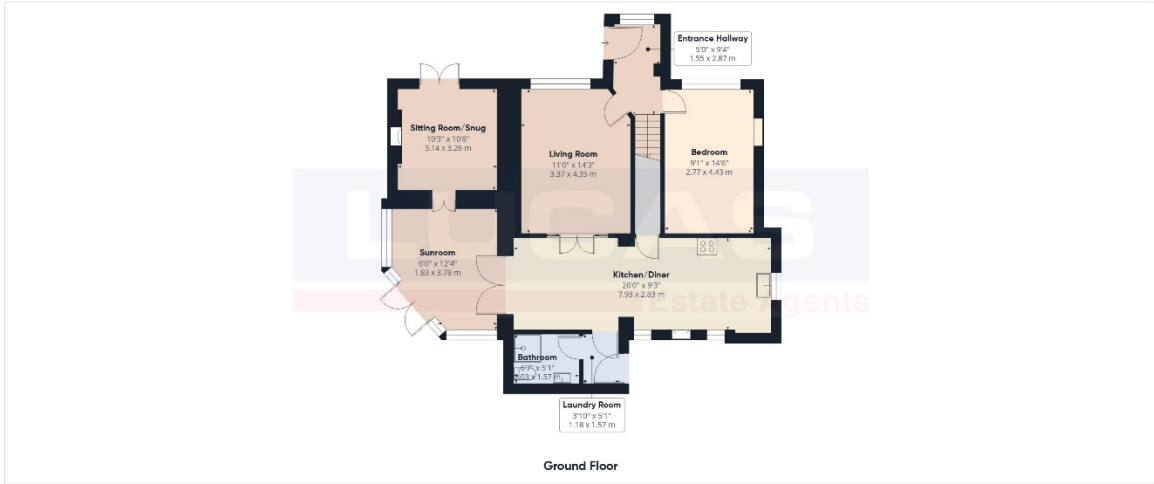 Entrance Hallway
5'0" x 9'4"
1.55 x 2.87 m
Sitting Room/Snug
10'3" x 10'8"
3.14 x 3.26 m
Living Room
11'0" x 14'3"
3.37 x 4.35 m
Bedroom
9'1" x 14'6"
2.77 x 4.43 m
LUCAS
Estate Agents
Sunroom
6'0" x 12'4"
1.83 x 3.78 m
Kitchen/Diner
26'0" x 9'3"
7.93 x 2.83 m
Bathroom
6'7" x 5'1"
.03 x 1.57 m
Laundry Room
3'10" x 5'1"
1.18 x 1.57 m
Ground Floor